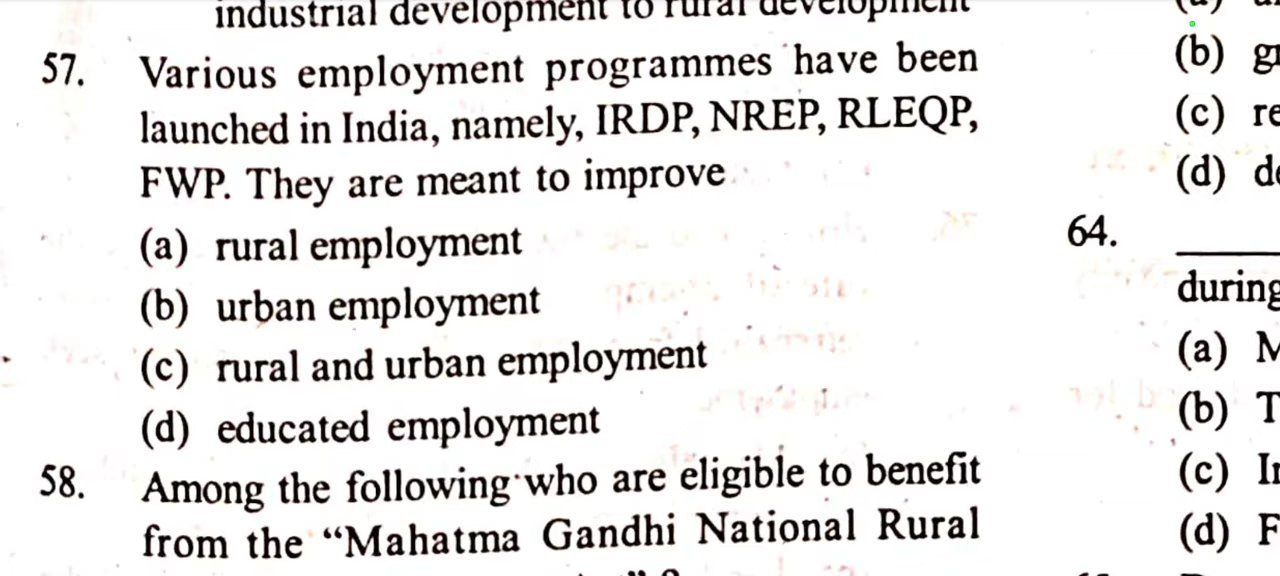 industrial development to rural development
57. Various employment programmes have been
launched in India, namely, IRDP, NREP, RLEQP,
FWP. They are meant to improve
(a) rural employment
(b) urban employment
(c) rural and urban employment
(d) educated employment
58. Among the following who are eligible to benefit
from the “Mahatma Gandhi National Rural
(b)
(c)
(d)
64.
during
(a)
(b)
(c)
(d)